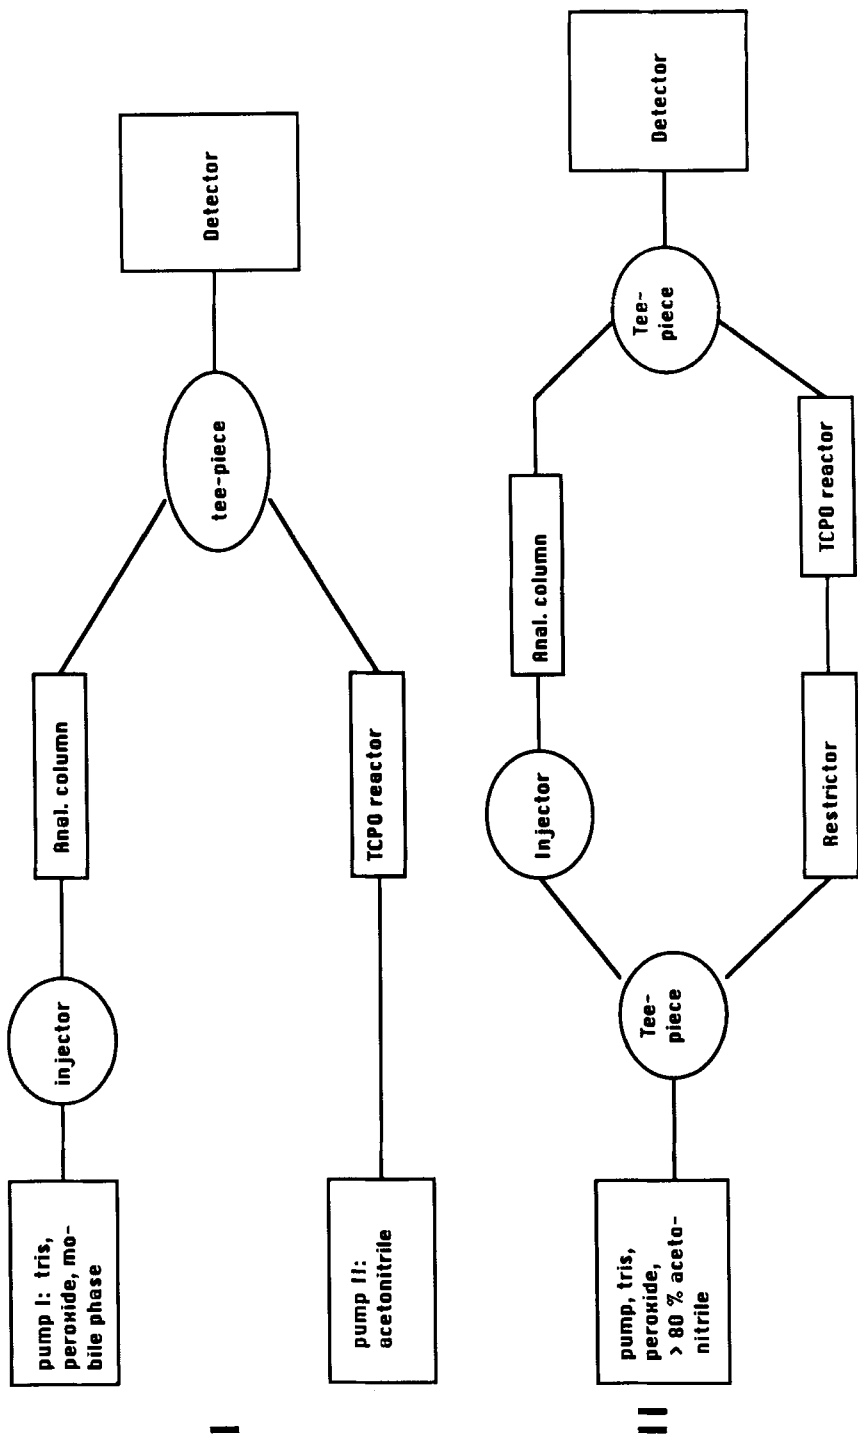 I
pump I: tris,
peroxide, mo-
bile phase
injector
Anal. column
pump II:
acetonitrile
TCPO reactor
tee-piece
Detector
II
pump, tris,
peroxide,
> 80 % aceto-
nitrile
Tee-
piece
Injector
Anal. column
Restrictor
TCPO reactor
Tee-
piece
Detector